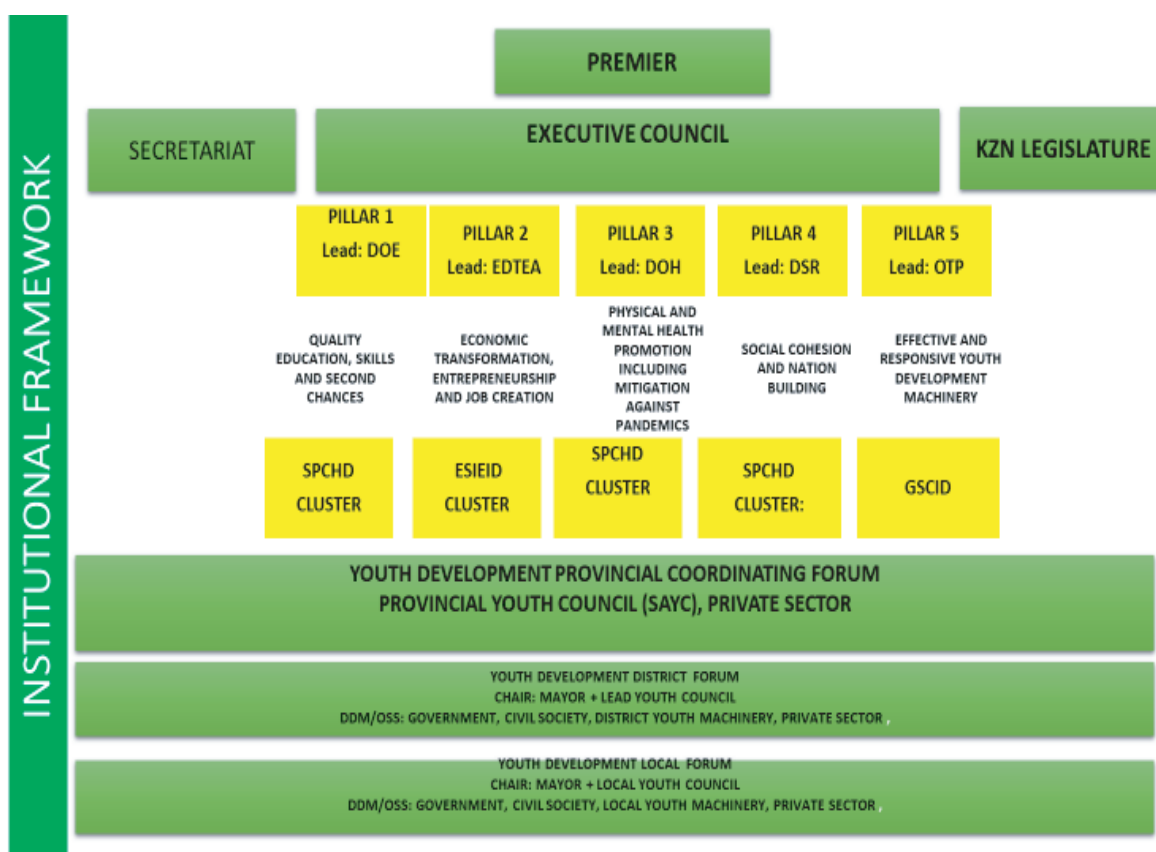 INSTITUTIONAL FRAMEWORK
PREMIER
SECRETARIAT
EXECUTIVE COUNCIL
KZN LEGISLATURE
PILLAR 1
Lead: DOE
PILLAR 2
Lead: EDTEA
PILLAR 3
Lead: DOH
PILLAR 4
Lead: DSR
PILLAR 5
Lead: OTP
QUALITY
EDUCATION, SKILLS
AND SECOND
CHANCES
ECONOMIC
TRANSFORMATION,
ENTREPRENEURSHIP
AND JOB CREATION
PHYSICAL AND
MENTAL HEALTH
PROMOTION
INCLUDING
MITIGATION
AGAINST
PANDEMICS
SOCIAL COHESION
AND NATION
BUILDING
EFFECTIVE AND
RESPONSIVE YOUTH
DEVELOPMENT
MACHINERY
SPCHD
CLUSTER
ESIEID
CLUSTER
SPCHD
CLUSTER
SPCHD
CLUSTER:
GSCID
YOUTH DEVELOPMENT PROVINCIAL COORDINATING FORUM
PROVINCIAL YOUTH COUNCIL (SAYC), PRIVATE SECTOR
YOUTH DEVELOPMENT DISTRICT FORUM
CHAIR: MAYOR + LEAD YOUTH COUNCIL
DDM/OSS: GOVERNMENT, CIVIL SOCIETY, DISTRICT YOUTH MACHINERY, PRIVATE SECTOR ,
YOUTH DEVELOPMENT LOCAL FORUM
CHAIR: MAYOR + LOCAL YOUTH COUNCIL
DDM/OSS: GOVERNMENT, CIVIL SOCIETY, LOCAL YOUTH MACHINERY, PRIVATE SECTOR ,